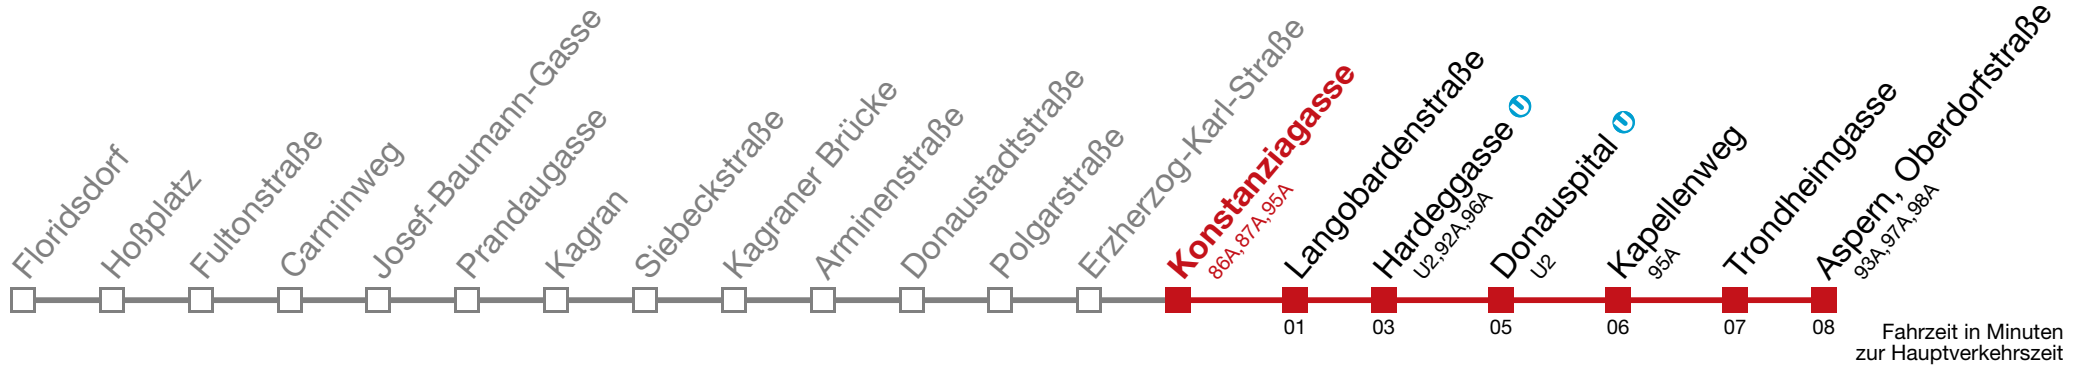 Floridsdorf
Hoßplatz
Fultonstraße
Carminweg
Josef-Baumann-Gasse
Prandaugasse
Kagran
Siebeckstraße
Kagraner Brücke
Arminenstraße
Donaustadtstraße
Polgarstraße
Erzherzog-Karl-Straße
Konstanziagasse
86A,87A,95A
Langobardenstraße
Hardeggasse U
U2,92A,96A
Donauspital U
U2
Kapellenweg
95A
Trondheimgasse
Aspern, Oberdorfstraße
93A,97A,98A
01 03 05 06 07 08
Fahrzeit in Minuten
zur Hauptverkehrszeit